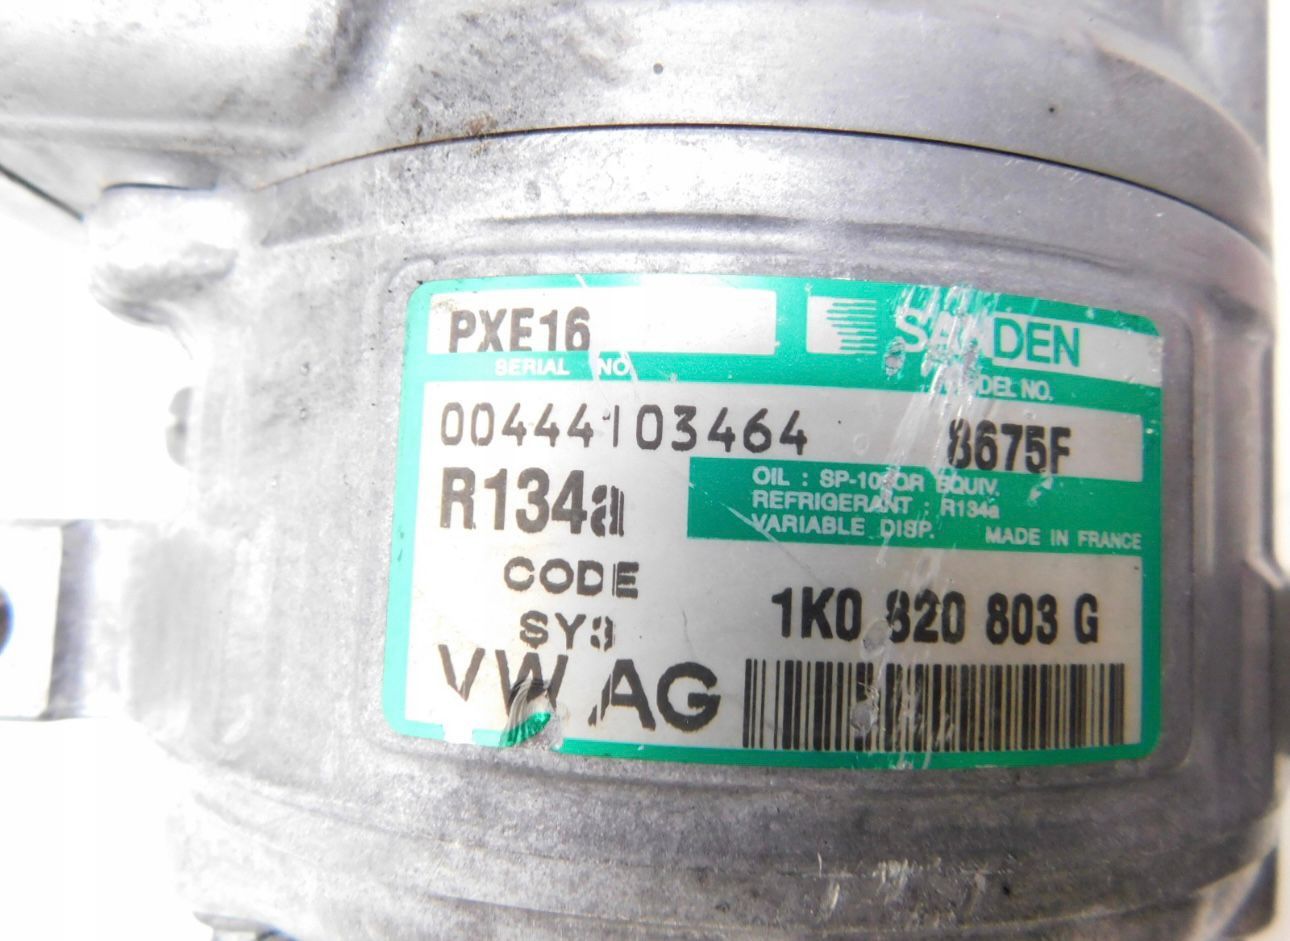 PXE16
SANDEN
SERIAL NO.
MODEL NO.
00444103464
8675F
R134a
OIL : SP-10 OR EQUIV.
REFRIGERANT : R134a
VARIABLE DISP.
MADE IN FRANCE
CODE
SY3
1K0 820 803 G
VW AG